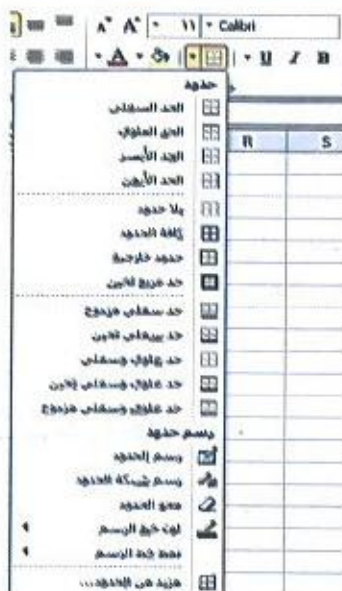 Calibri ١١ A A
B I U A
R S
حدود
الحد السفلي
الحد العلوي
الحد الأيسر
الحد الأيمن
بلا حدود
كافة الحدود
حدود خارجية
حد مربع ثخين
حد سفلي مزدوج
حد سفلي ثخين
حد علوي وسفلي
حد علوي وسفلي ثخين
حد علوي وسفلي مزدوج
رسم حدود
رسم الحدود
رسم شبكة الحدود
محو الحدود
لون خط الرسم
نمط خط الرسم
مزيد من الحدود...